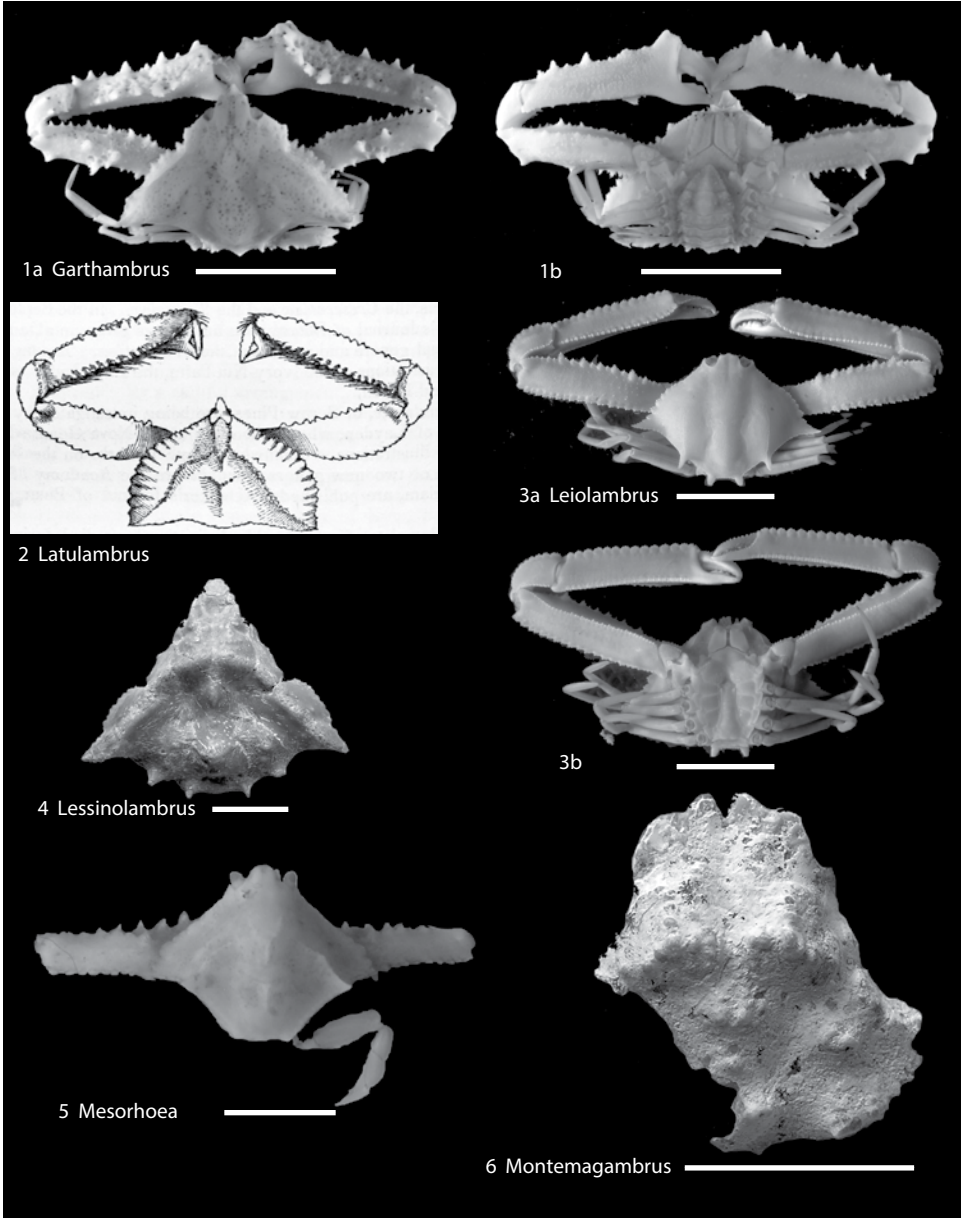 1a Garthambrus
1b
2 Latulambrus
3a Leiolambrus
3b
4 Lessinolambrus
5 Mesorhoea
6 Montemagambrus